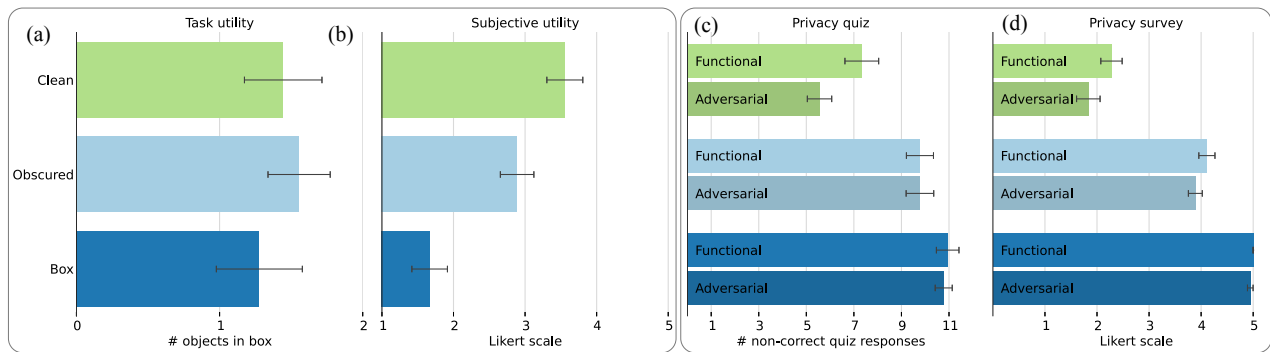 (a) Task utility
(b) Subjective utility
(c) Privacy quiz
(d) Privacy survey
Clean
Obscured
Box
Functional
Adversarial
Functional
Adversarial
Functional
Adversarial
Functional
Adversarial
Functional
Adversarial
Functional
Adversarial
0 1 2
1 2 3 4 5
1 3 5 7 9 11
1 2 3 4 5
# objects in box
Likert scale
# non-correct quiz responses
Likert scale